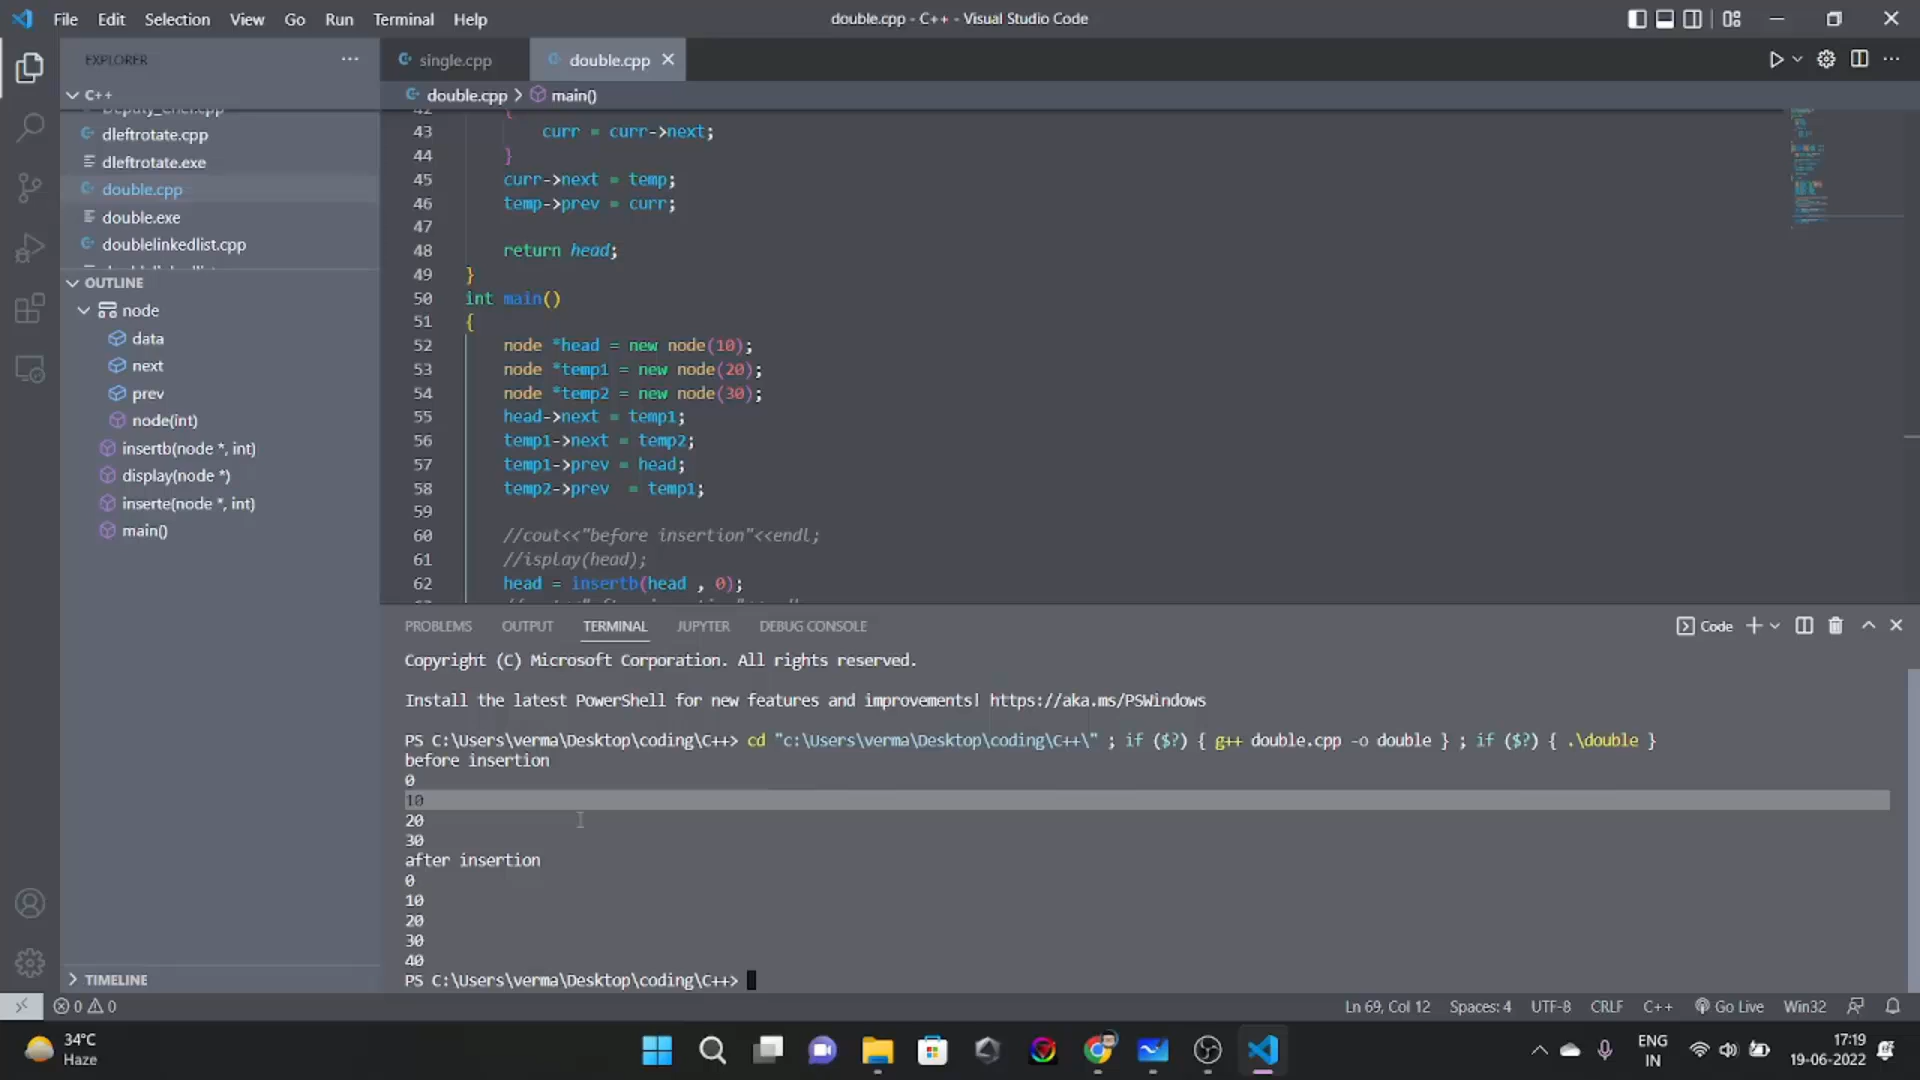 File Edit Selection View Go Run Terminal Help
double.cpp - C++ - Visual Studio Code
EXPLORER
single.cpp
double.cpp
C++
double.cpp > main()
dleftrotate.cpp
dleftrotate.exe
double.cpp
double.exe
doublelinkedlist.cpp
OUTLINE
node
data
next
prev
node(int)
insertb(node *, int)
display(node *)
inserte(node *, int)
main()
TIMELINE
42 {
43 curr = curr->next;
44 }
45 curr->next = temp;
46 temp->prev = curr;
47
48 return head;
49 }
50 int main()
51 {
52 node *head = new node(10);
53 node *temp1 = new node(20);
54 node *temp2 = new node(30);
55 head->next = temp1;
56 temp1->next = temp2;
57 temp1->prev = head;
58 temp2->prev  = temp1;
59
60 //cout<<"before insertion"<<endl;
61 //isplay(head);
62 head = insertb(head , 0);
PROBLEMS OUTPUT TERMINAL JUPYTER DEBUG CONSOLE
Code
Copyright (C) Microsoft Corporation. All rights reserved.
Install the latest PowerShell for new features and improvements! https://aka.ms/PSWindows
PS C:\Users\verma\Desktop\coding\C++> cd "c:\Users\verma\Desktop\coding\C++\" ; if ($?) { g++ double.cpp -o double } ; if ($?) { .\double }
before insertion
0
10
20
30
after insertion
0
10
20
30
40
PS C:\Users\verma\Desktop\coding\C++>
0 0
Ln 69, Col 12 Spaces: 4 UTF-8 CRLF C++ Go Live Win32
34°C
Haze
ENG
IN
17:19
19-06-2022